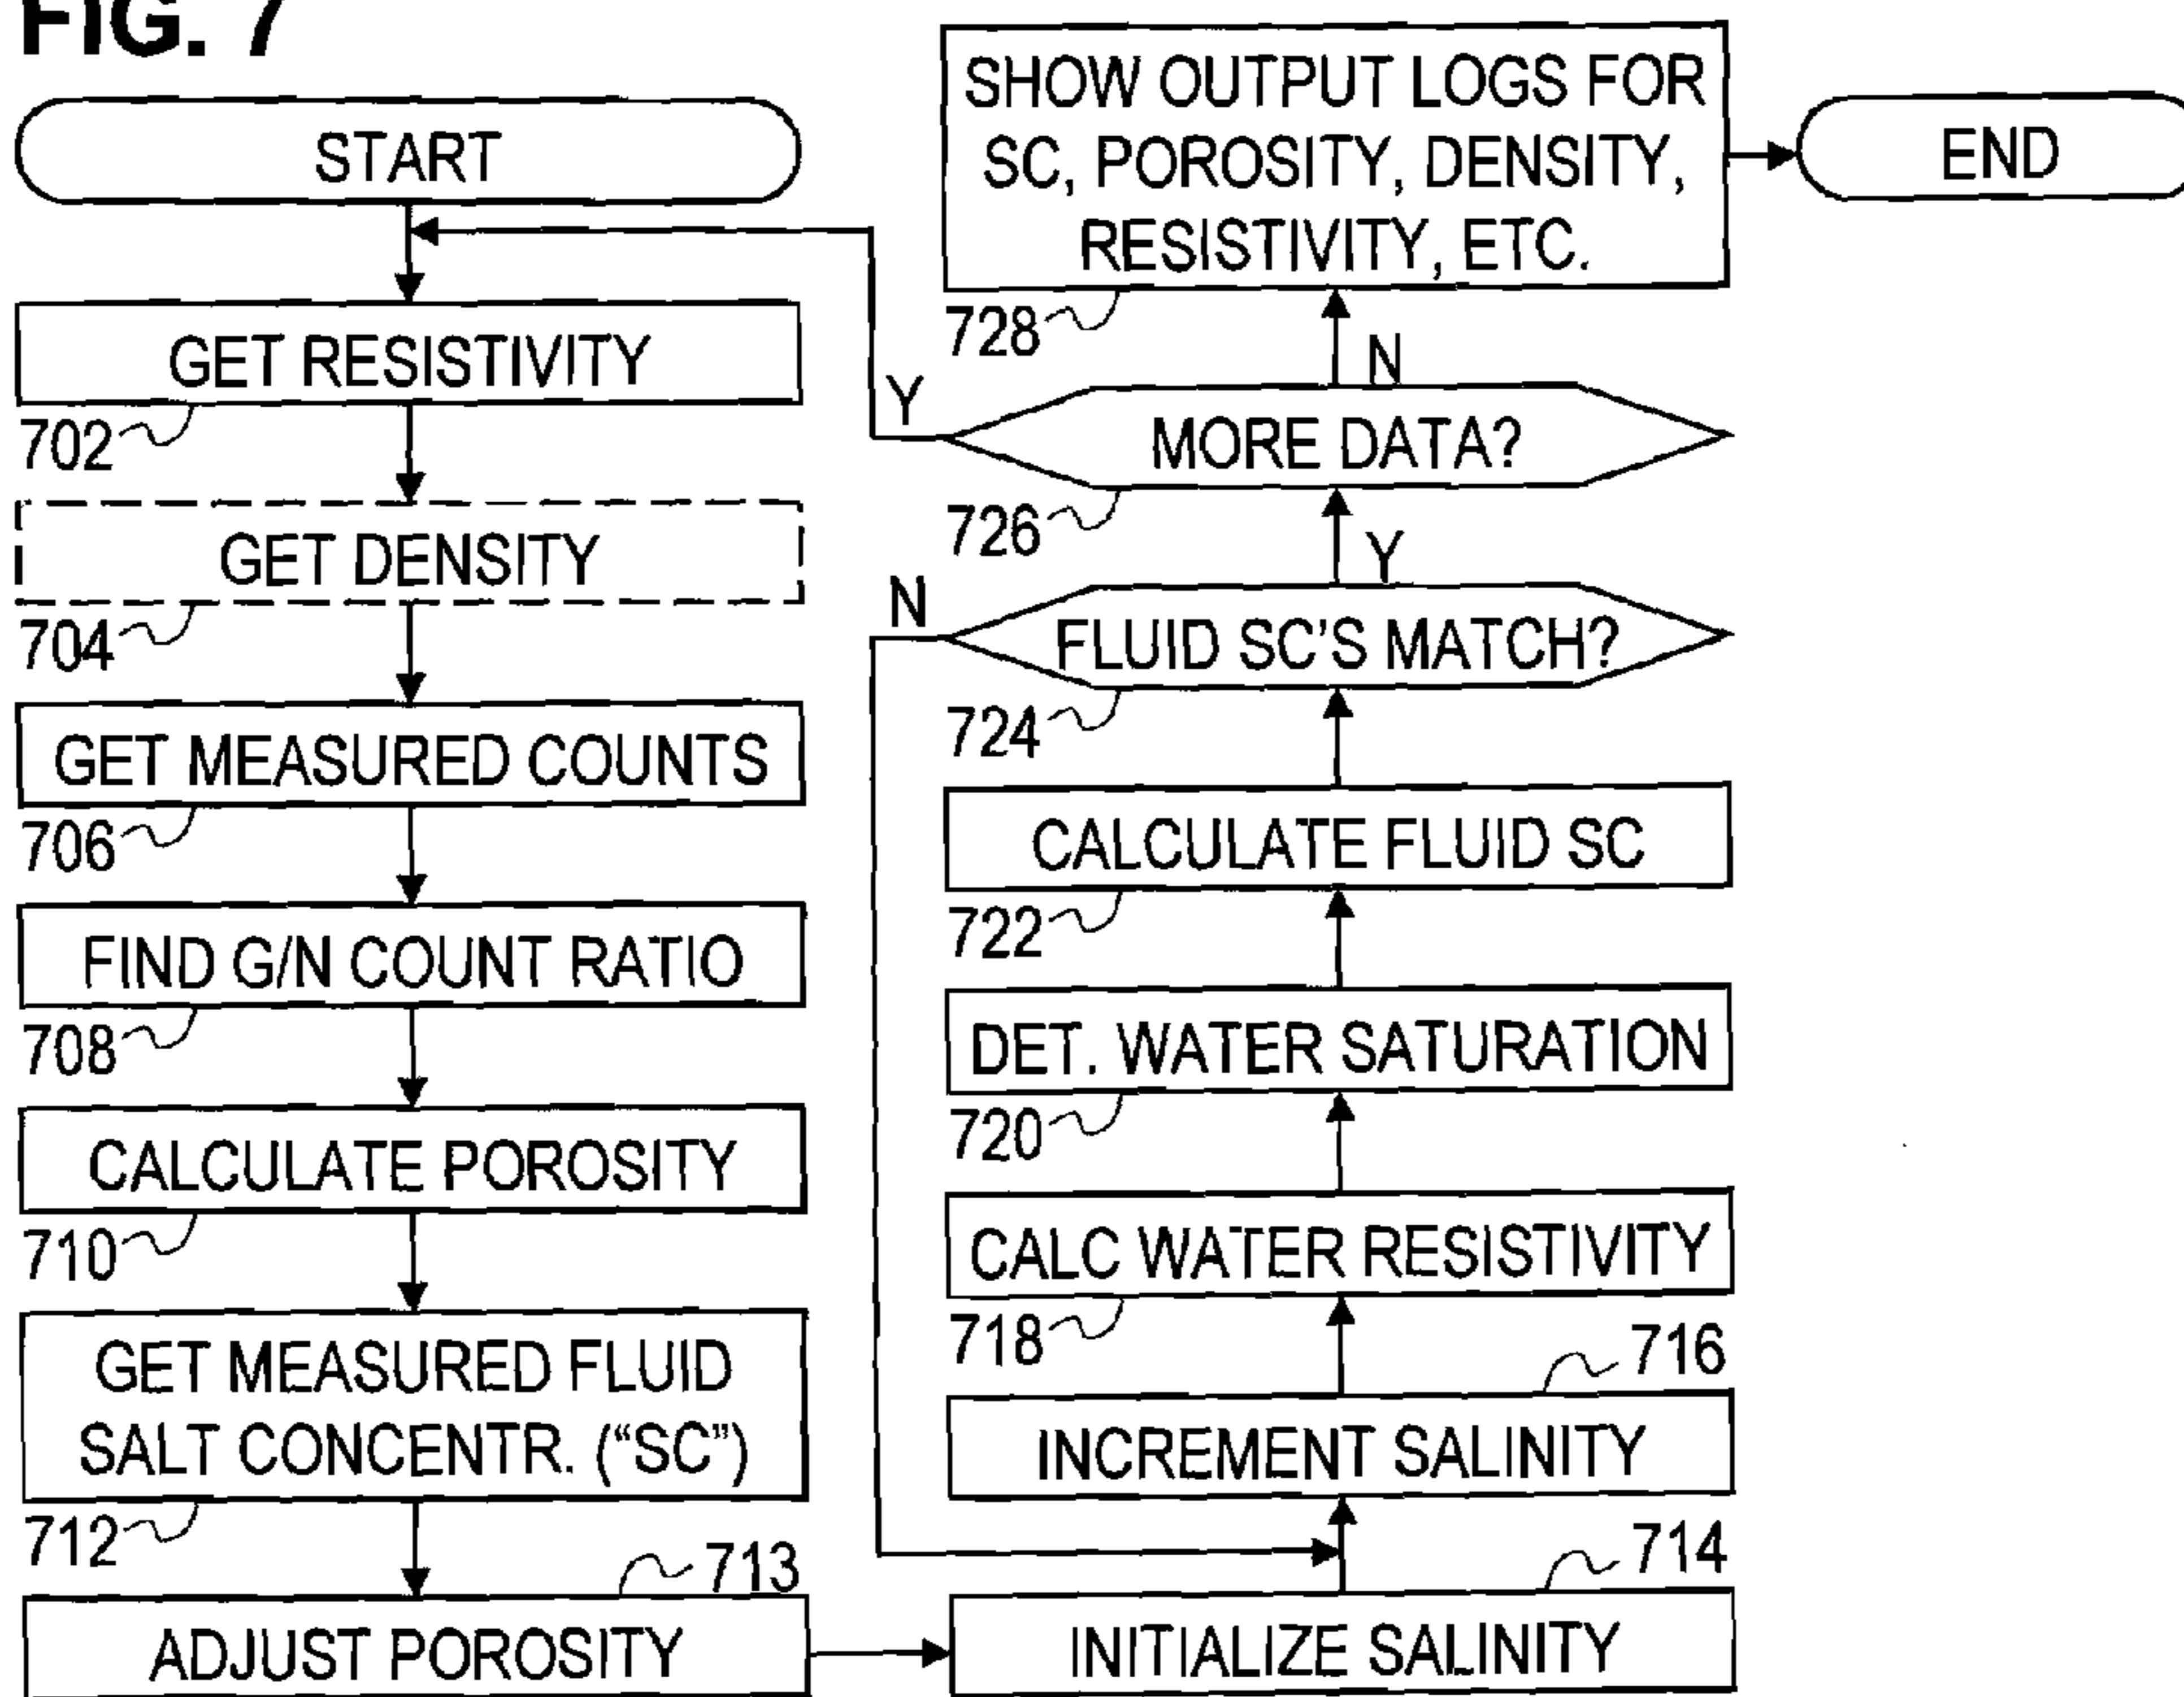 FIG. 7
START
GET RESISTIVITY
702
GET DENSITY
704
GET MEASURED COUNTS
706
FIND G/N COUNT RATIO
708
CALCULATE POROSITY
710
GET MEASURED FLUID
SALT CONCENTR. (“SC”)
712
713
ADJUST POROSITY
714
INITIALIZE SALINITY
716
INCREMENT SALINITY
CALC WATER RESISTIVITY
718
DET. WATER SATURATION
720
CALCULATE FLUID SC
722
FLUID SC’S MATCH?
724
N
Y
MORE DATA?
726
Y
N
SHOW OUTPUT LOGS FOR
SC, POROSITY, DENSITY,
RESISTIVITY, ETC.
728
END